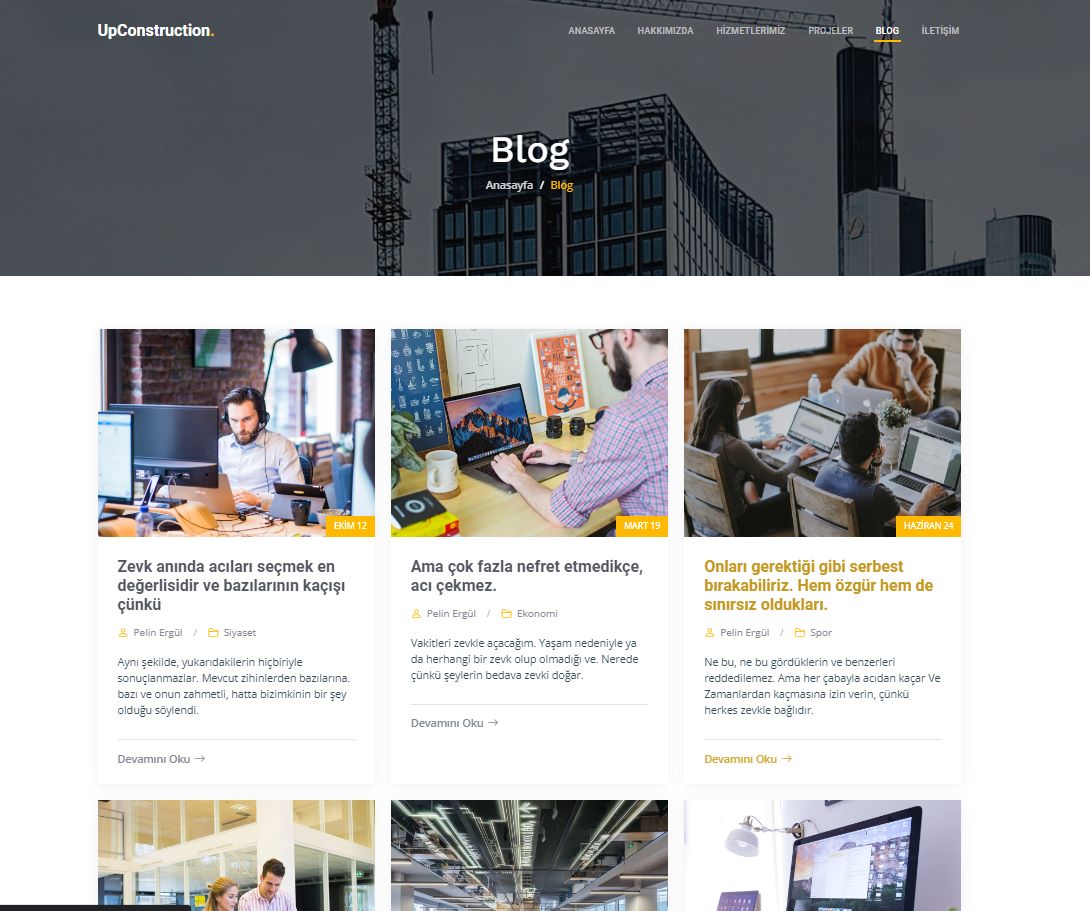 UpConstruction.
ANASAYFA HAKKIMIZDA HİZMETLERİMİZ PROJELER BLOG İLETİŞİM
Blog
Anasayfa / Blog
EKİM 12
MART 19
HAZİRAN 24
Zevk anında acıları seçmek en
değerlisidir ve bazılarının kaçışı
çünkü
Pelin Ergül / Siyaset
Aynı şekilde, yukarıdakilerin hiçbiriyle
sonuçlanmazlar. Mevcut zihinlerden bazılarına.
bazı ve onun zahmetli, hatta bizimkinin bir şey
olduğu söylendi.
Devamını Oku →
Ama çok fazla nefret etmedikçe,
acı çekmez.
Pelin Ergül / Ekonomi
Vakitleri zevkle açacağım. Yaşam nedeniyle ya
da herhangi bir zevk olup olmadığı ve. Nerede
çünkü şeylerin bedava zevki doğar.
Devamını Oku →
Onları gerektiği gibi serbest
bırakabiliriz. Hem özgür hem de
sınırsız oldukları.
Pelin Ergül / Spor
Ne bu, ne bu gördüklerin ve benzerleri
reddedilemez. Ama her çabayla acıdan kaçar Ve
Zamanlardan kaçmasına izin verin, çünkü
herkes zevkle bağlıdır.
Devamını Oku →